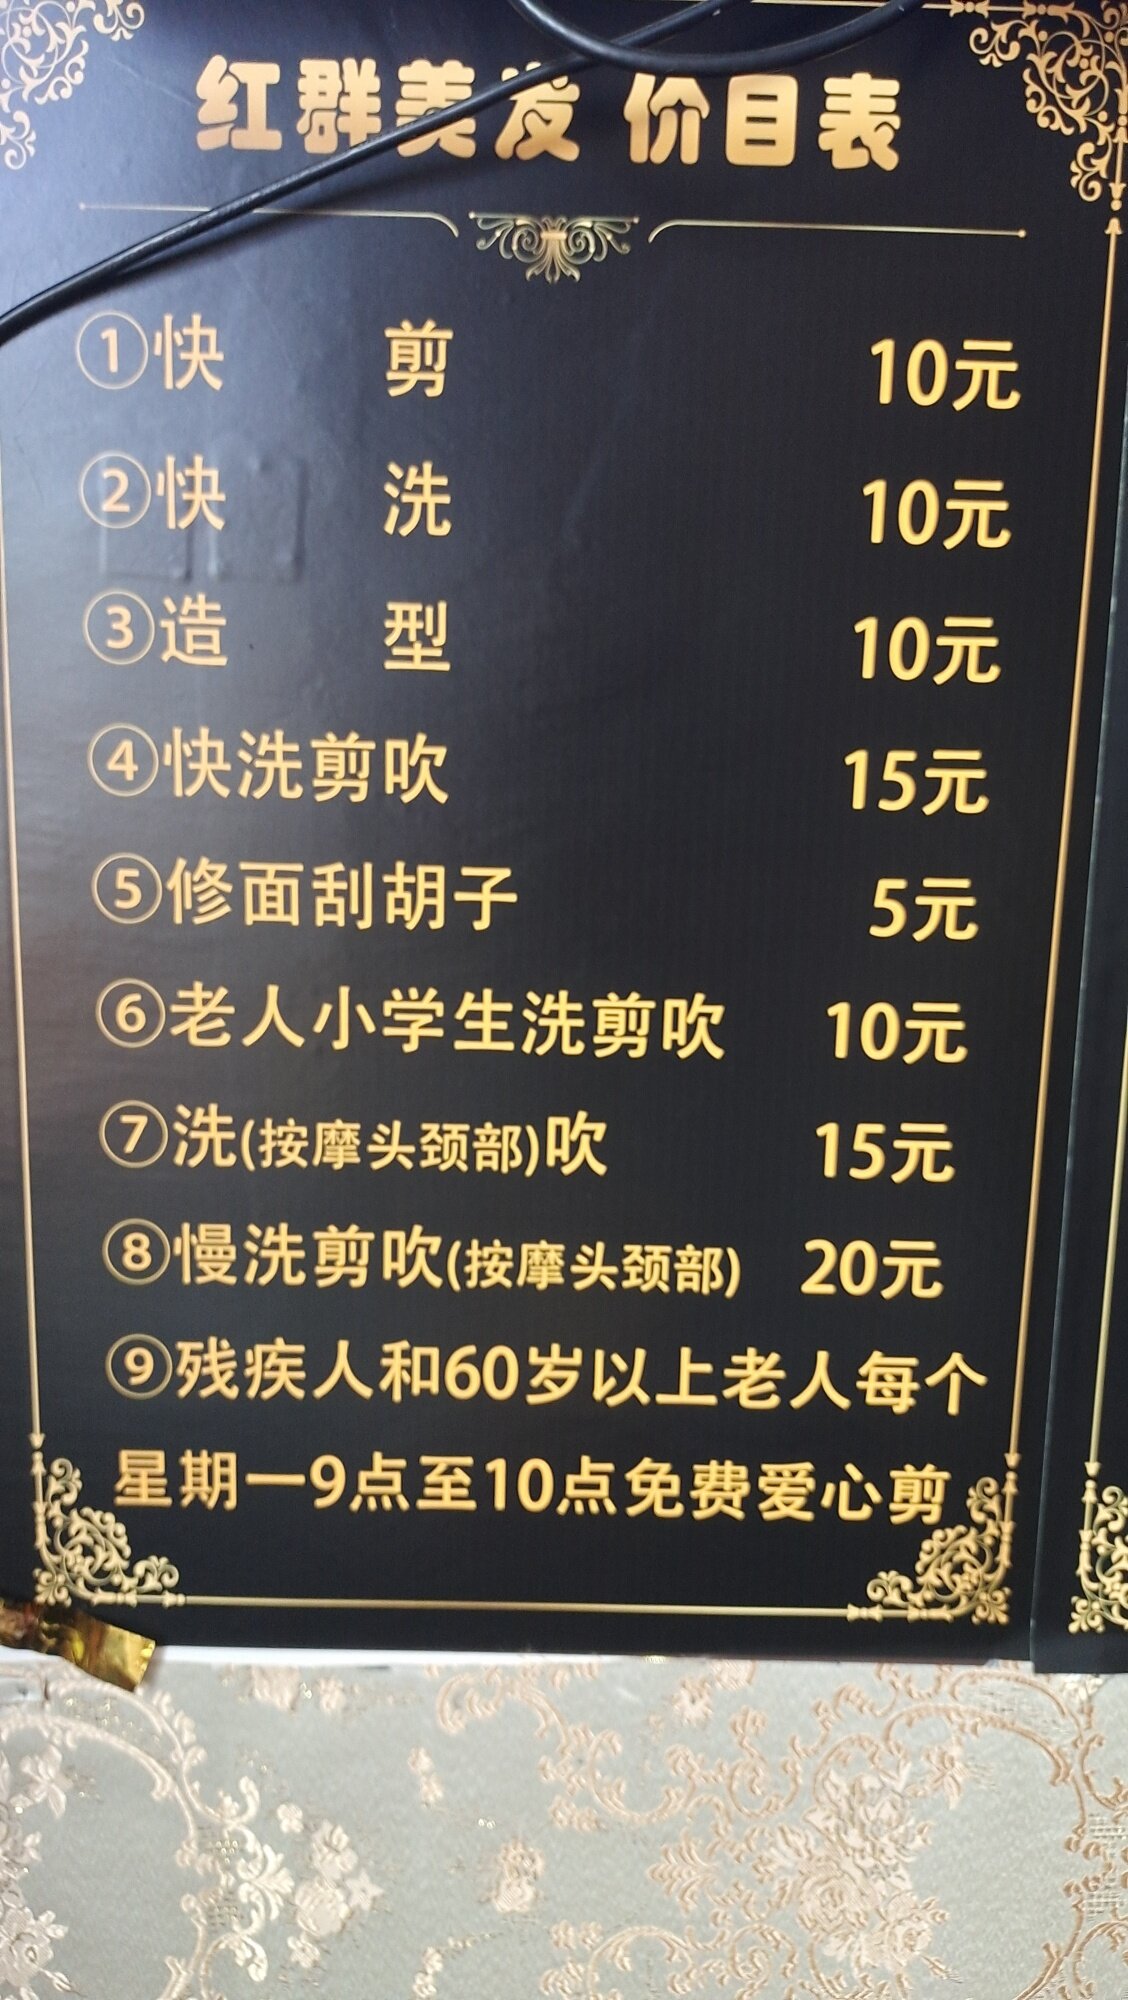 红群美发 价目表
①快 剪 10元
②快 洗 10元
③造 型 10元
④快洗剪吹 15元
⑤修面刮胡子 5元
⑥老人小学生洗剪吹 10元
⑦洗(按摩头颈部)吹 15元
⑧慢洗剪吹(按摩头颈部) 20元
⑨残疾人和60岁以上老人每个
星期一9点至10点免费爱心剪